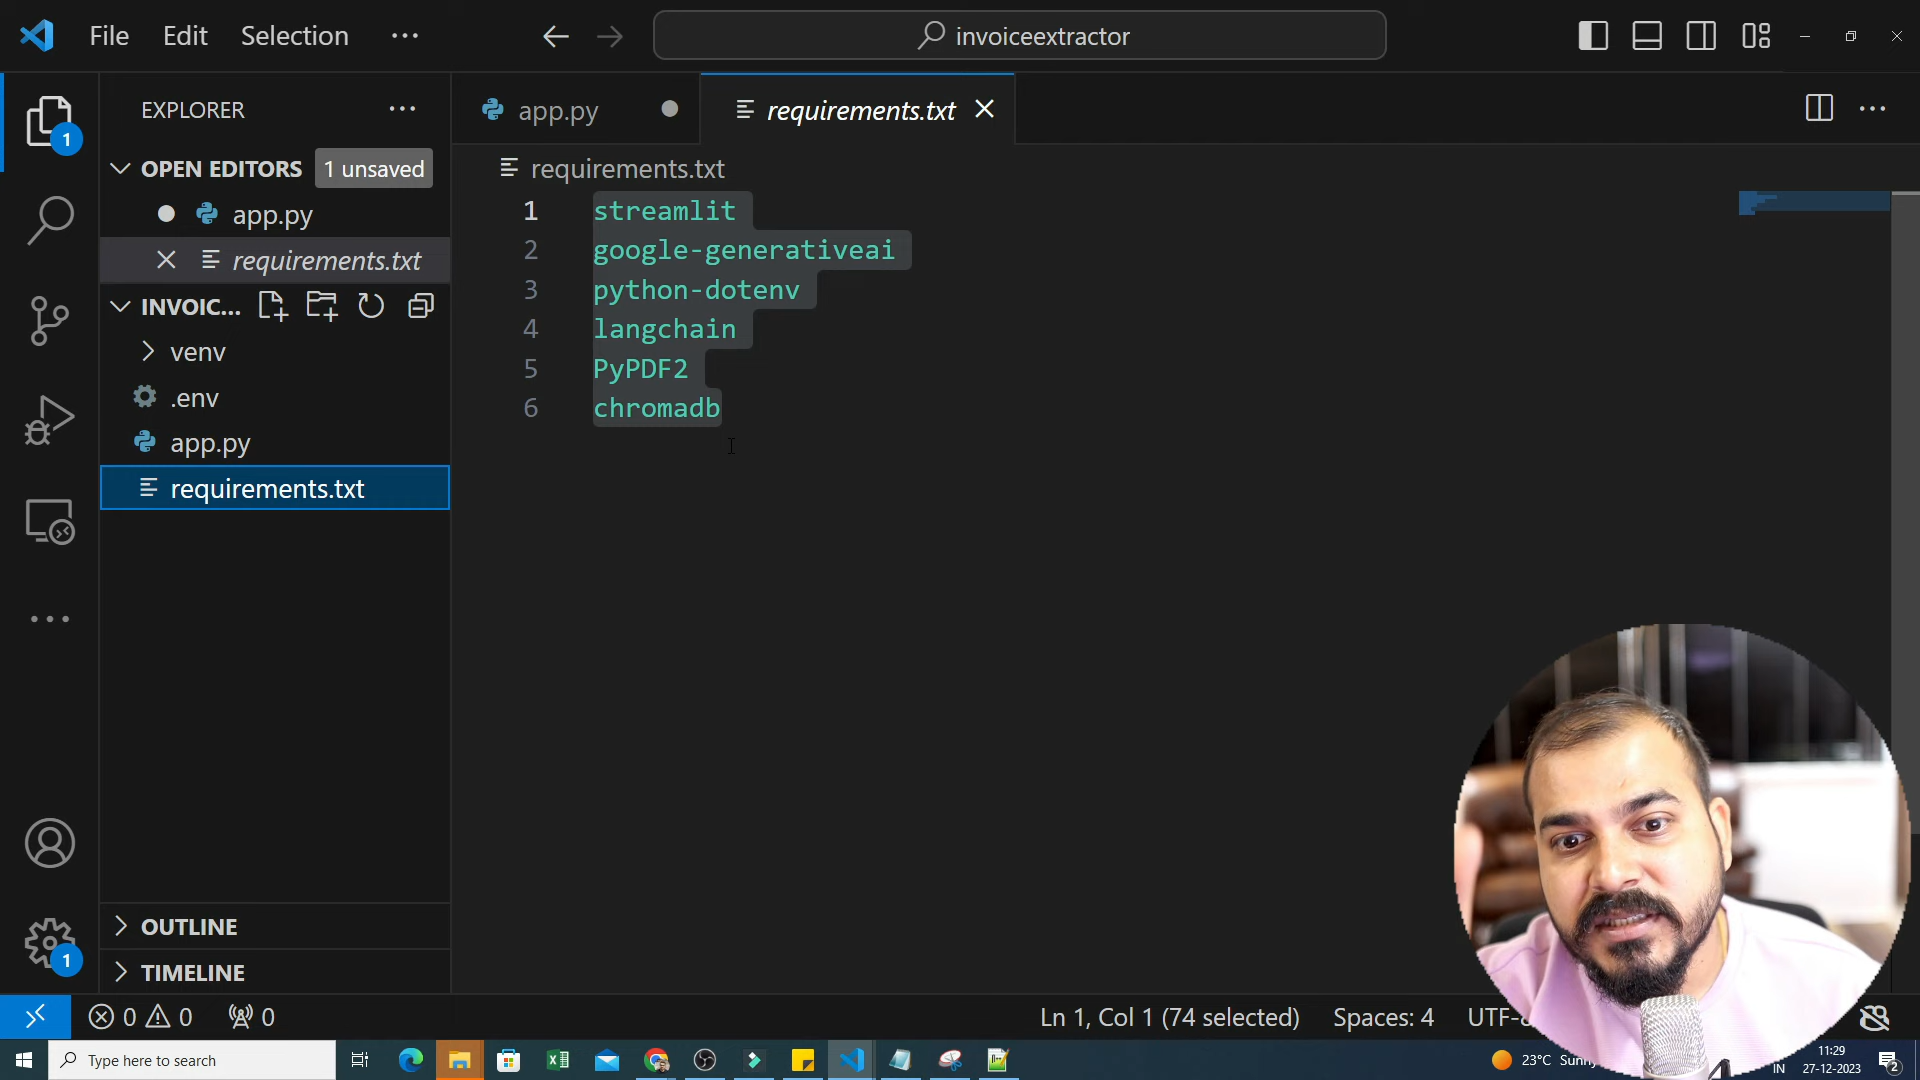 File Edit Selection ···
invoiceextractor
EXPLORER ···
app.py
requirements.txt
OPEN EDITORS 1 unsaved
app.py
requirements.txt
INVOIC...
venv
.env
app.py
requirements.txt
OUTLINE
TIMELINE
requirements.txt
1 streamlit
2 google-generativeai
3 python-dotenv
4 langchain
5 PyPDF2
6 chromadb
1
1
0 0 0
Ln 1, Col 1 (74 selected) Spaces: 4
Type here to search
23°C
IN
11:29
27-12-2023
2